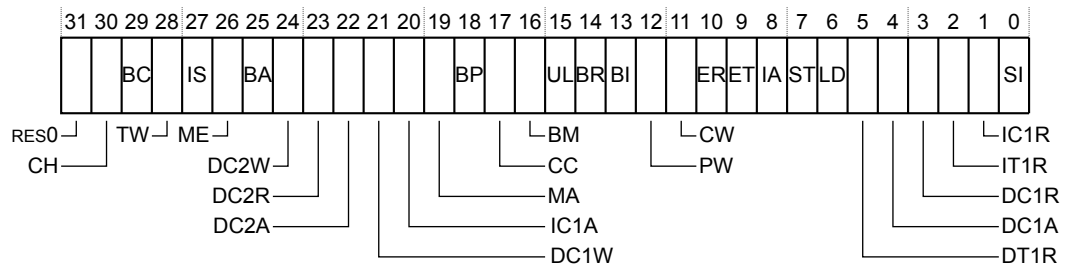 31 30 29 28 27 26 25 24 23 22 21 20 19 18 17 16 15 14 13 12 11 10 9 8 7 6 5 4 3 2 1 0
BC IS BA BP UL BR BI ER ET IA ST LD SI
RES0 TW ME BM CW IC1R
CH DC2W CC PW IT1R
DC2R MA DC1R
DC2A IC1A DC1A
DC1W DT1R